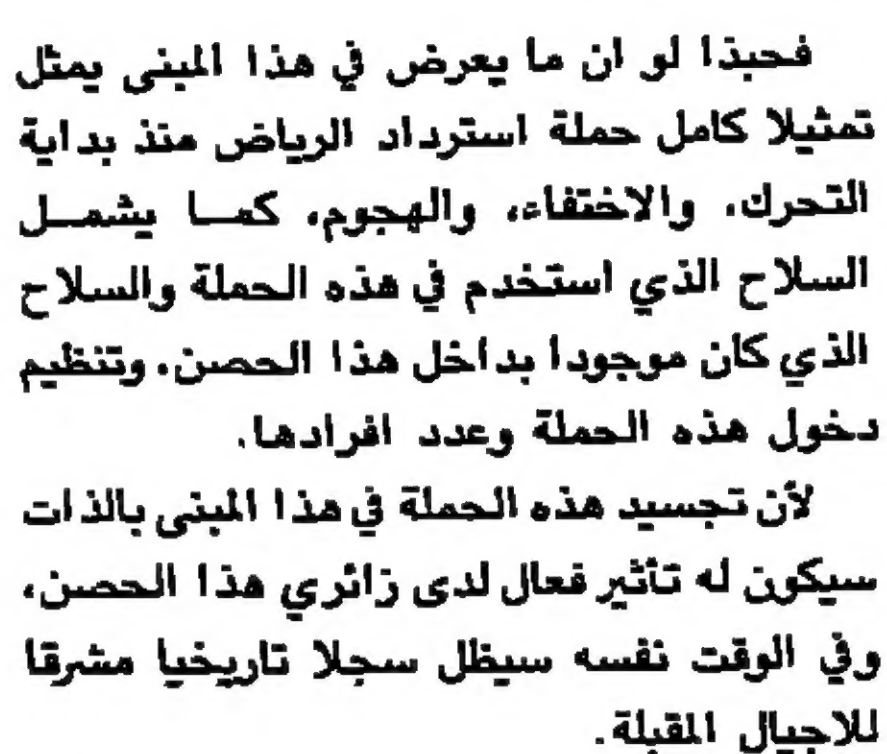 فحبذا لو ان ما يعرض في هذا المبنى يمثل
تمثيلا كامل حملة استرداد الرياض منذ بداية
التحرك، والاختفاء، والهجوم، كمـا يشمـل
السلاح الذي استخدم في هذه الحملة والسلاح
الذي كان موجودا بداخل هذا الحصن، وتنظيم
دخول هذه الحملة وعدد افرادها.
لأن تجسيد هذه الحملة في هذا المبنى بالذات
سيكون له تأثير فعال لدى زائري هذا الحصن،
وفي الوقت نفسه سيظل سجلا تاريخيا مشرقا
للاجيال المقبلة.